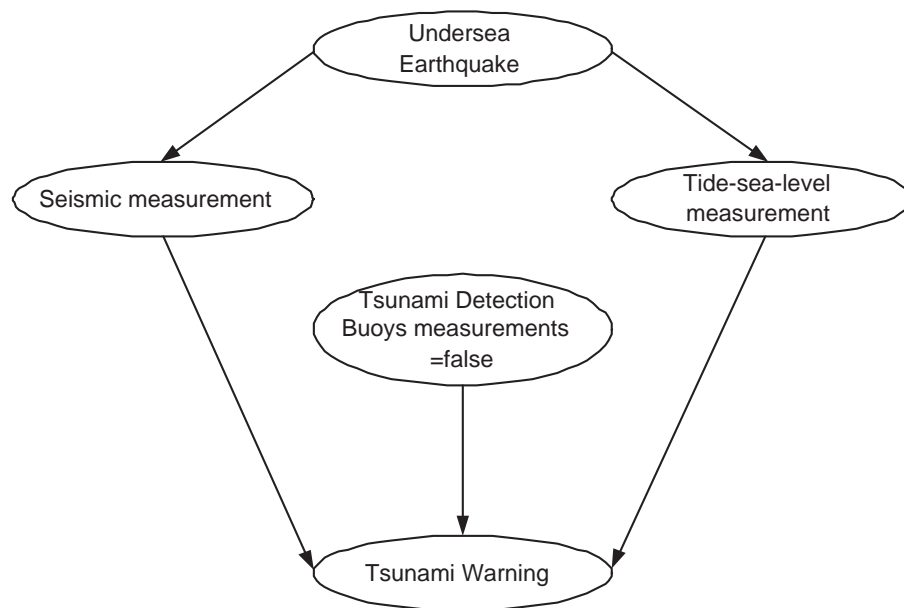 Undersea
Earthquake
Seismic measurement
Tide-sea-level
measurement
Tsunami Detection
Buoys measurements
=false
Tsunami Warning